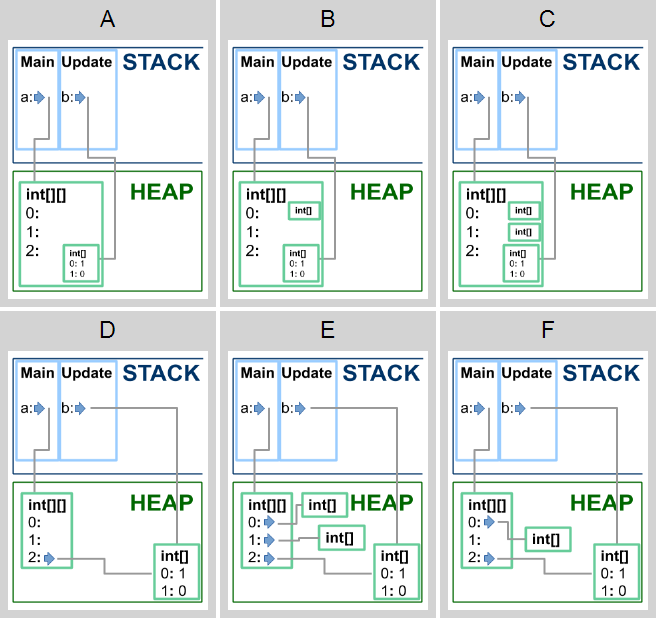 A
Main Update STACK
a: b:
int[][] HEAP
0:
1:
2: int[]
0: 1
1: 0
B
Main Update STACK
a: b:
int[][] HEAP
0: int[]
1:
2: int[]
0: 1
1: 0
C
Main Update STACK
a: b:
int[][] HEAP
0: int[]
1: int[]
2: int[]
0: 1
1: 0
D
Main Update STACK
a: b:
int[][] HEAP
0:
1:
2: int[]
0: 1
1: 0
E
Main Update STACK
a: b:
int[][] int[] HEAP
0:
1: int[]
2: int[]
0: 1
1: 0
F
Main Update STACK
a: b:
int[][] HEAP
0:
1: int[]
2: int[]
0: 1
1: 0